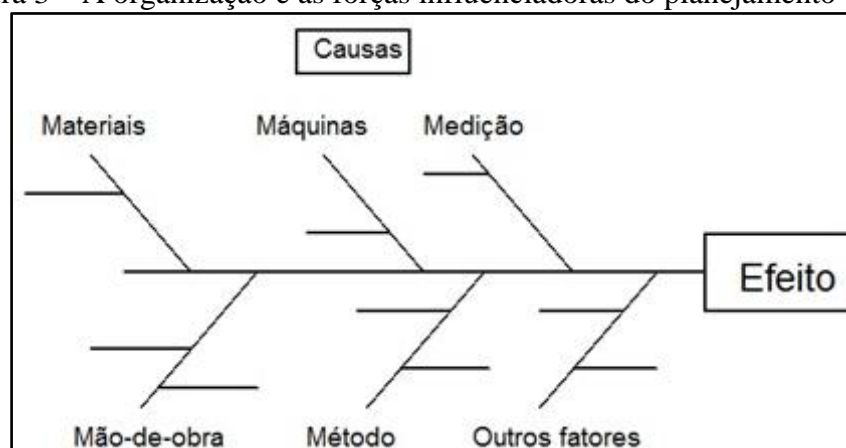 A organização e as forças influenciadoras do planejamento
Causas
Materiais
Máquinas
Medição
Efeito
Mão-de-obra
Método
Outros fatores